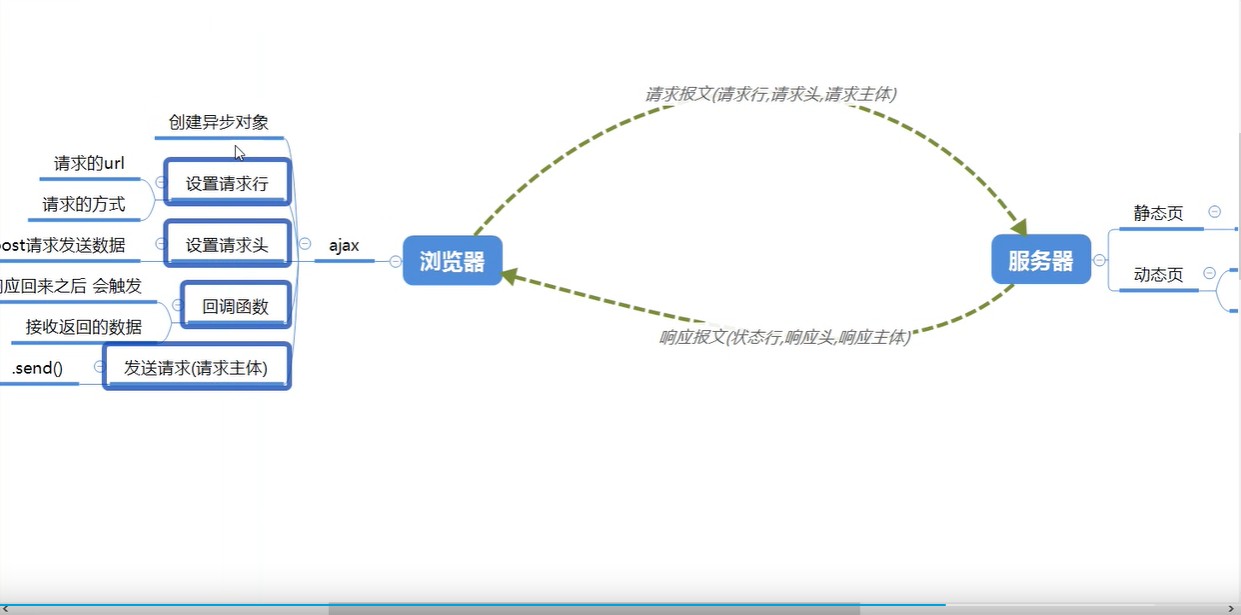 请求报文(请求行,请求头,请求主体)
创建异步对象
请求的url
设置请求行
请求的方式
post请求发送数据
设置请求头
ajax
浏览器
服务器
静态页
动态页
应回来之后 会触发
回调函数
接收返回的数据
响应报文(状态行,响应头,响应主体)
.send()
发送请求(请求主体)